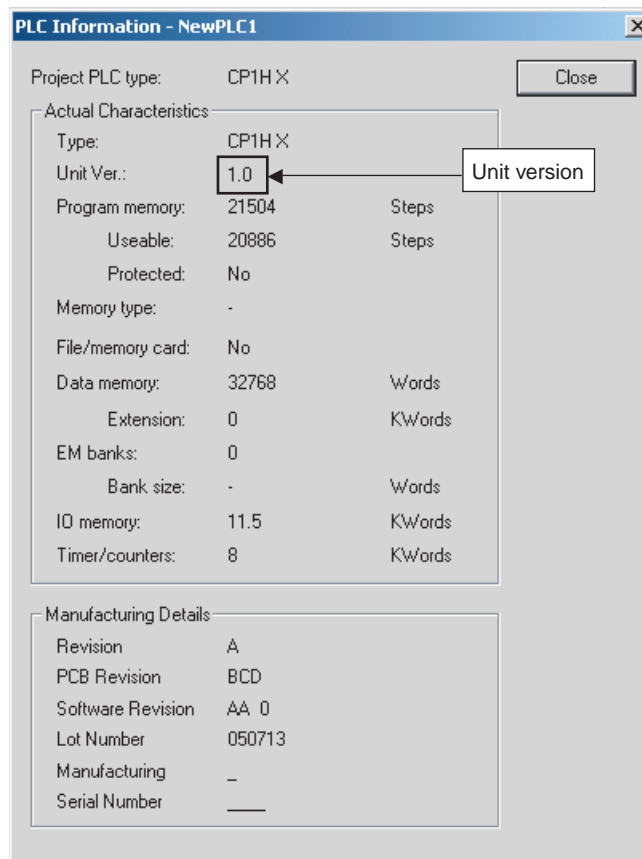 PLC Information - NewPLC1
Project PLC type: CP1H X Close
Actual Characteristics
Type: CP1H X
Unit Ver.: 1.0 Unit version
Program memory: 21504 Steps
Useable: 20886 Steps
Protected: No
Memory type: -
File/memory card: No
Data memory: 32768 Words
Extension: 0 KWords
EM banks: 0
Bank size: - Words
IO memory: 11.5 KWords
Timer/counters: 8 KWords
Manufacturing Details
Revision A
PCB Revision BCD
Software Revision AA 0
Lot Number 050713
Manufacturing _
Serial Number ____